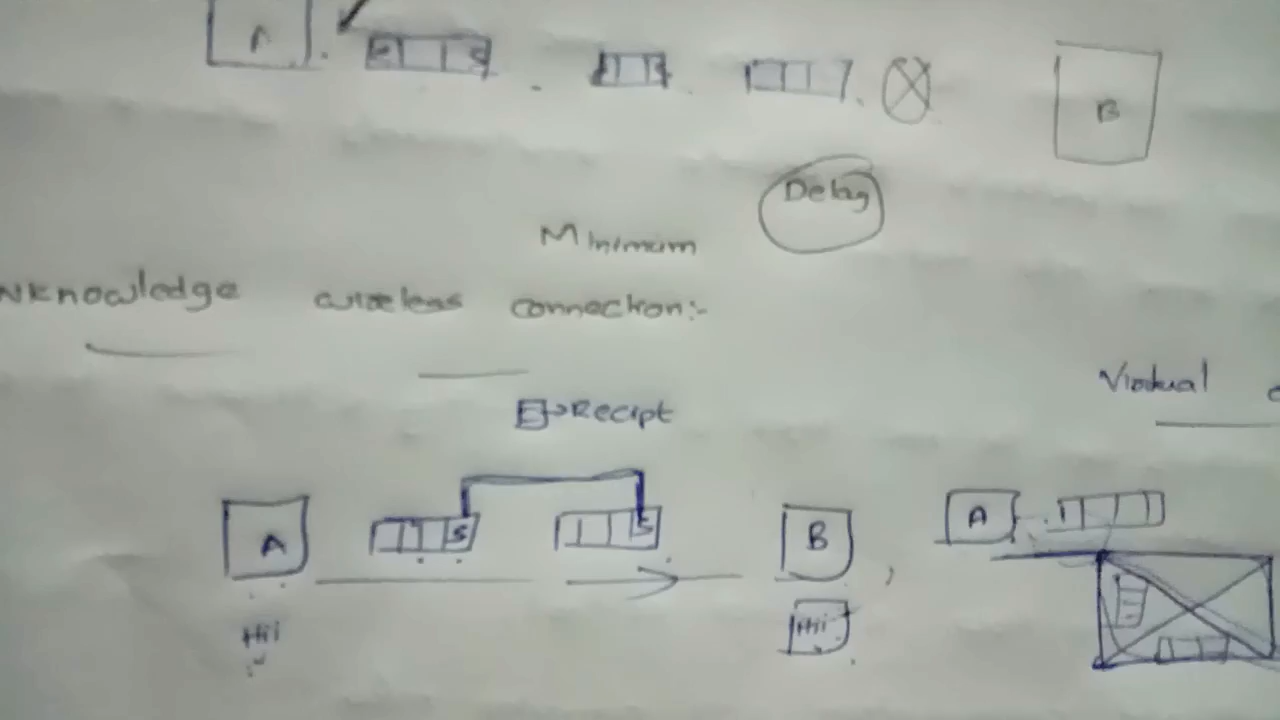 A
B
Delay
Minimum
Nknowledge wireless connection:-
Virtual
E→Recipt
A S S B A
Hii Hii